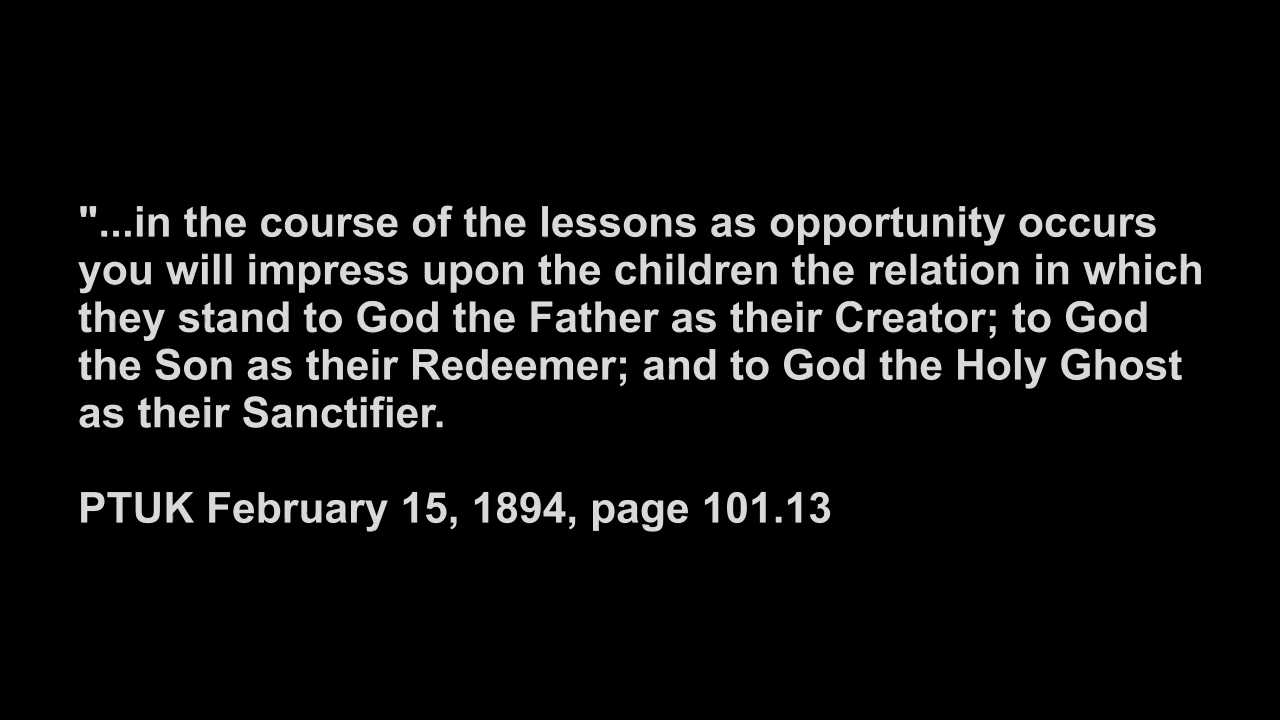 "...in the course of the lessons as opportunity occurs
you will impress upon the children the relation in which
they stand to God the Father as their Creator; to God
the Son as their Redeemer; and to God the Holy Ghost
as their Sanctifier.
PTUK February 15, 1894, page 101.13